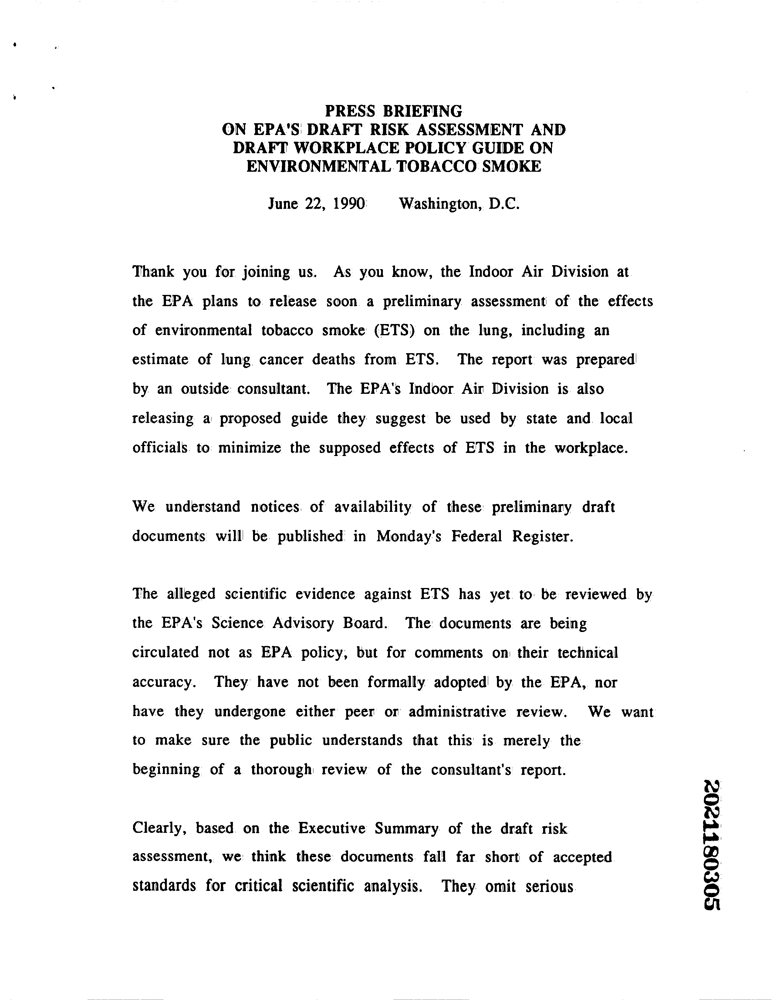 PRESS BRIEFING
ON EPA'S DRAFT RISK ASSESSMENT AND
DRAFT WORKPLACE POLICY GUIDE ON
ENVIRONMENTAL TOBACCO SMOKE
June 22, 1990 Washington, D.C.
Thank you for joining us. As you know, the Indoor Air Division at
the EPA plans to release soon a preliminary assessment of the effects
of environmental tobacco smoke (ETS) on the lung, including an
estimate of lung cancer deaths from ETS. The report was prepared
by an outside consultant. The EPA's Indoor Air Division is also
releasing a proposed guide they suggest be used by state and local
officials to minimize the supposed effects of ETS in the workplace.
We understand notices of availability of these preliminary draft
documents will be published in Monday's Federal Register.
The alleged scientific evidence against ETS has yet to be reviewed by
the EPA's Science Advisory Board. The documents are being
circulated not as EPA policy, but for comments on their technical
accuracy. They have not been formally adopted by the EPA, nor
have they undergone either peer or administrative review. We want
to make sure the public understands that this is merely the
beginning of a thorough review of the consultant's report.
Clearly, based on the Executive Summary of the draft risk
assessment, we think these documents fall far short of accepted
standards for critical scientific analysis. They omit serious
2021180305